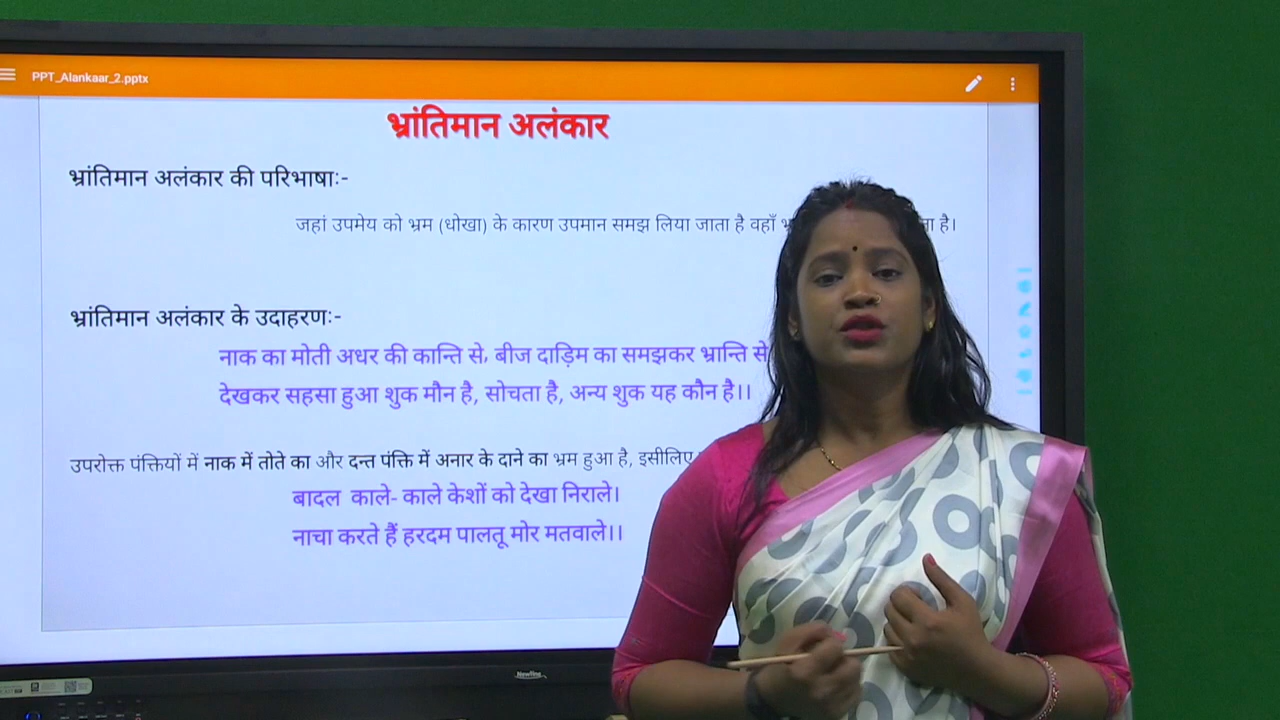 PPT_Alankaar_2.pptx
भ्रांतिमान अलंकार
भ्रांतिमान अलंकार की परिभाषाः-
जहां उपमेय को भ्रम (धोखा) के कारण उपमान समझ लिया जाता है वहाँ है।
भ्रांतिमान अलंकार के उदाहरणः-
नाक का मोती अधर की कान्ति से, बीज दाड़िम का समझकर भ्रान्ति से
देखकर सहसा हुआ शुक मौन है, सोचता है, अन्य शुक यह कौन है।।
उपरोक्त पंक्तियों में नाक में तोते का और दन्त पंक्ति में अनार के दाने का भ्रम हुआ है, इसीलिए
बादल काले- काले केशों को देखा निराले।
नाचा करते हैं हरदम पालतू मोर मतवाले।।
Newline